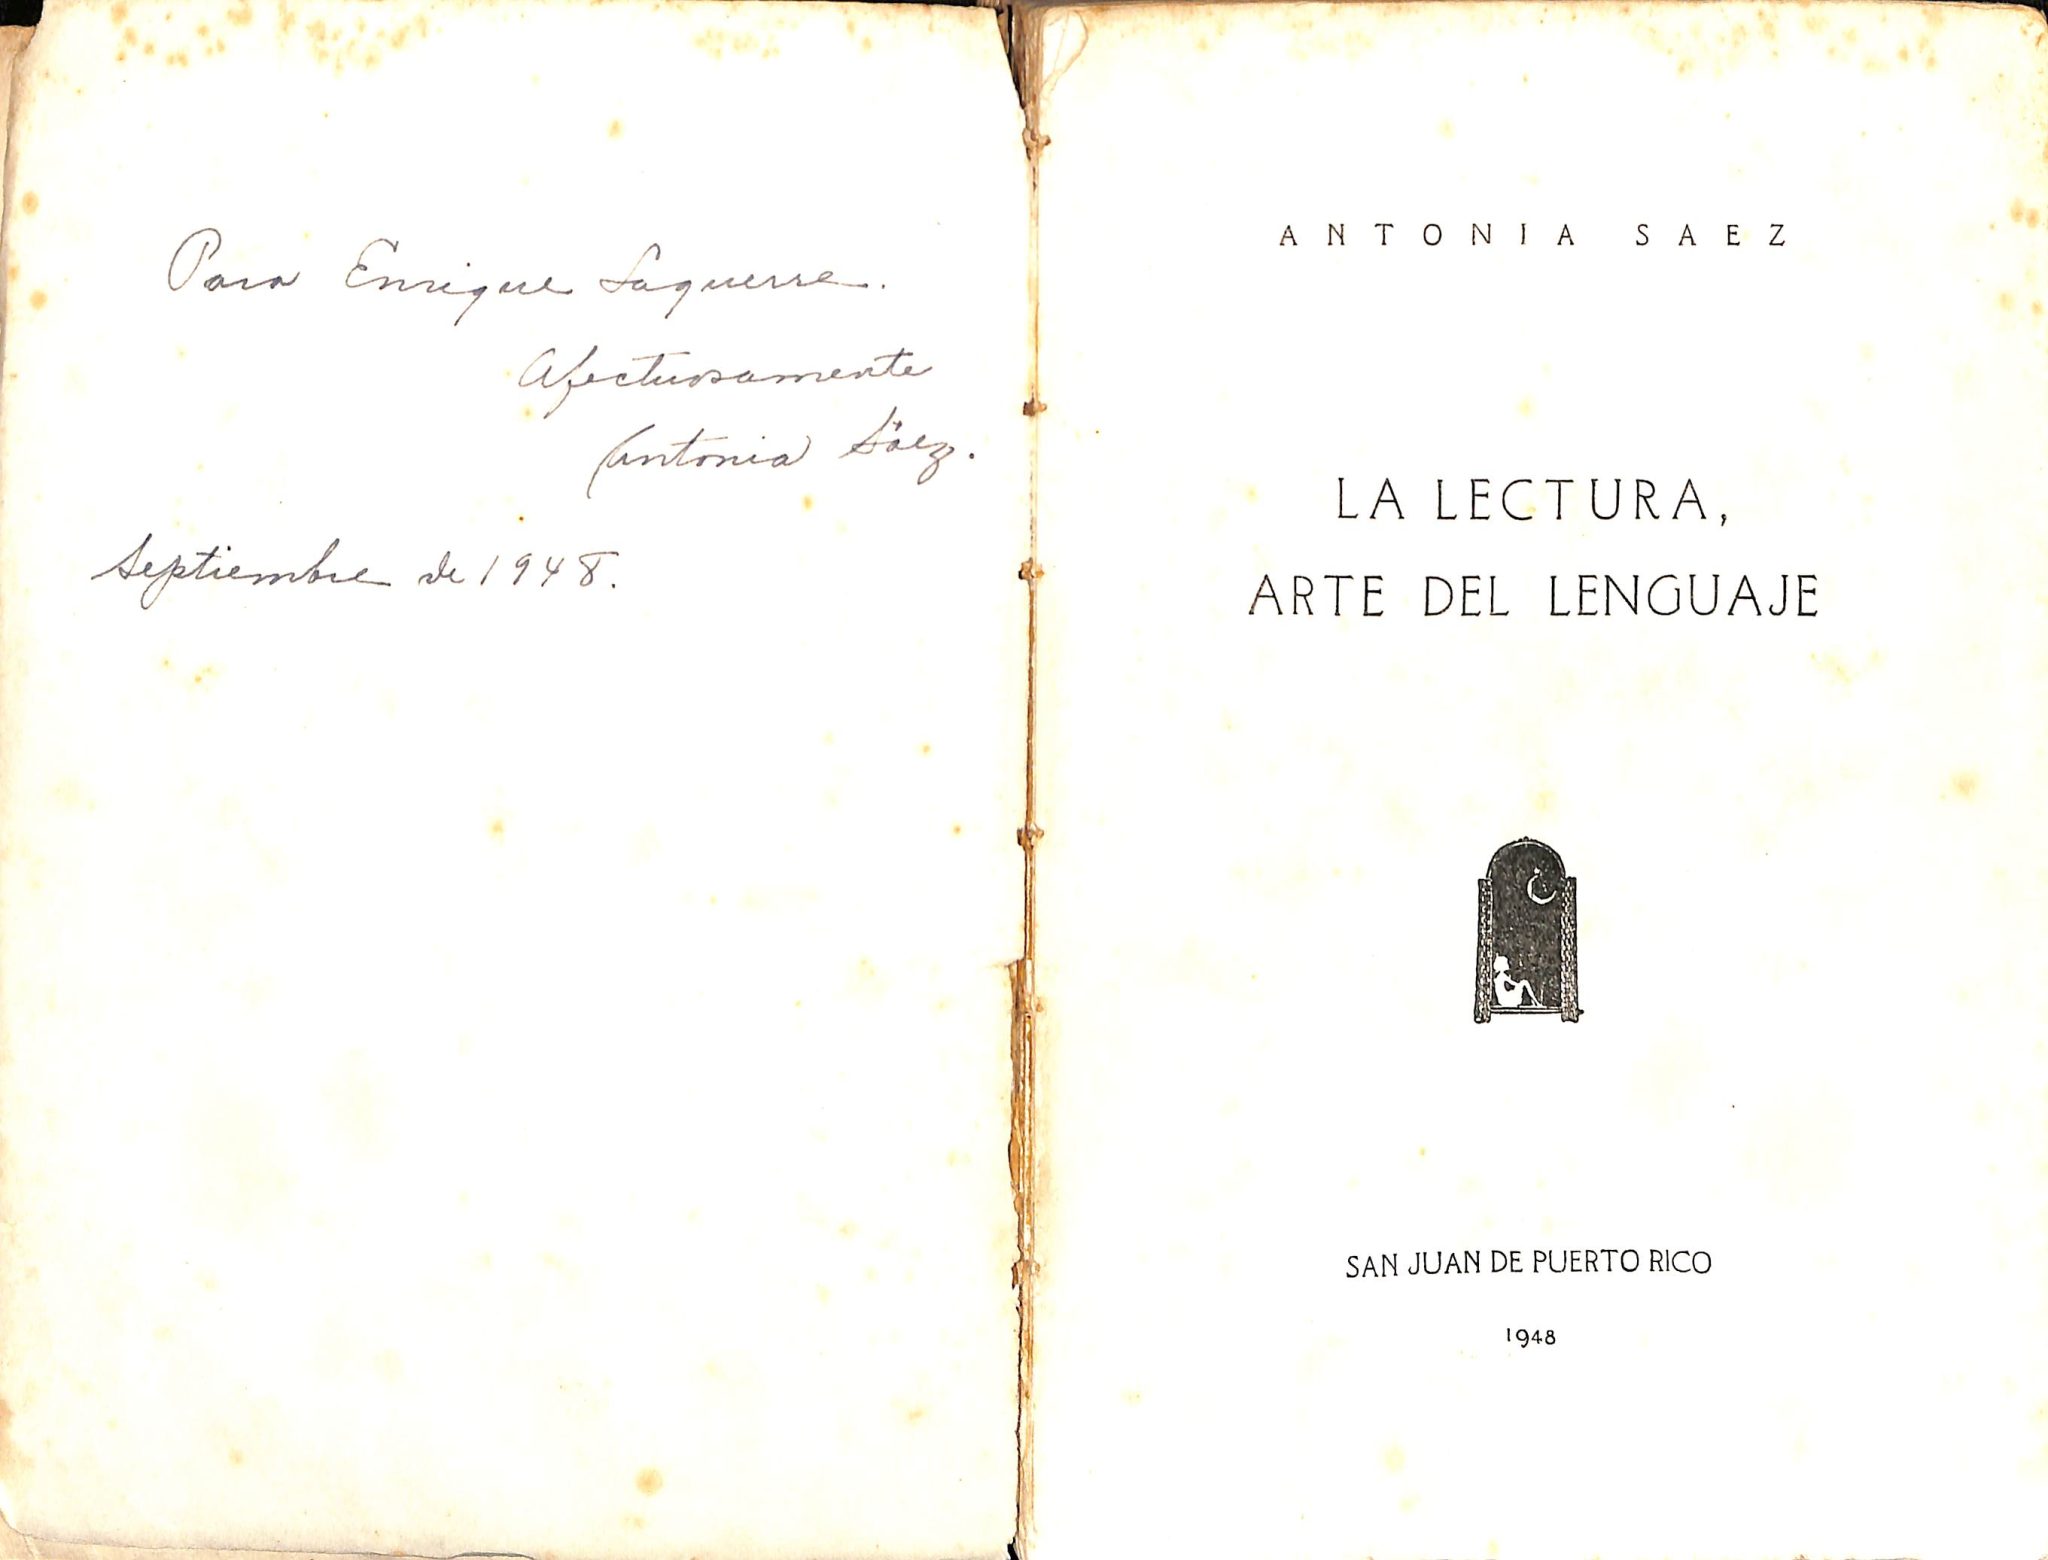 Para Enrique Laguerre.
Afectuosamente
Antonia Sáez.
Septiembre de 1948.
ANTONIA SAEZ
LA LECTURA,
ARTE DEL LENGUAJE
SAN JUAN DE PUERTO RICO
1948